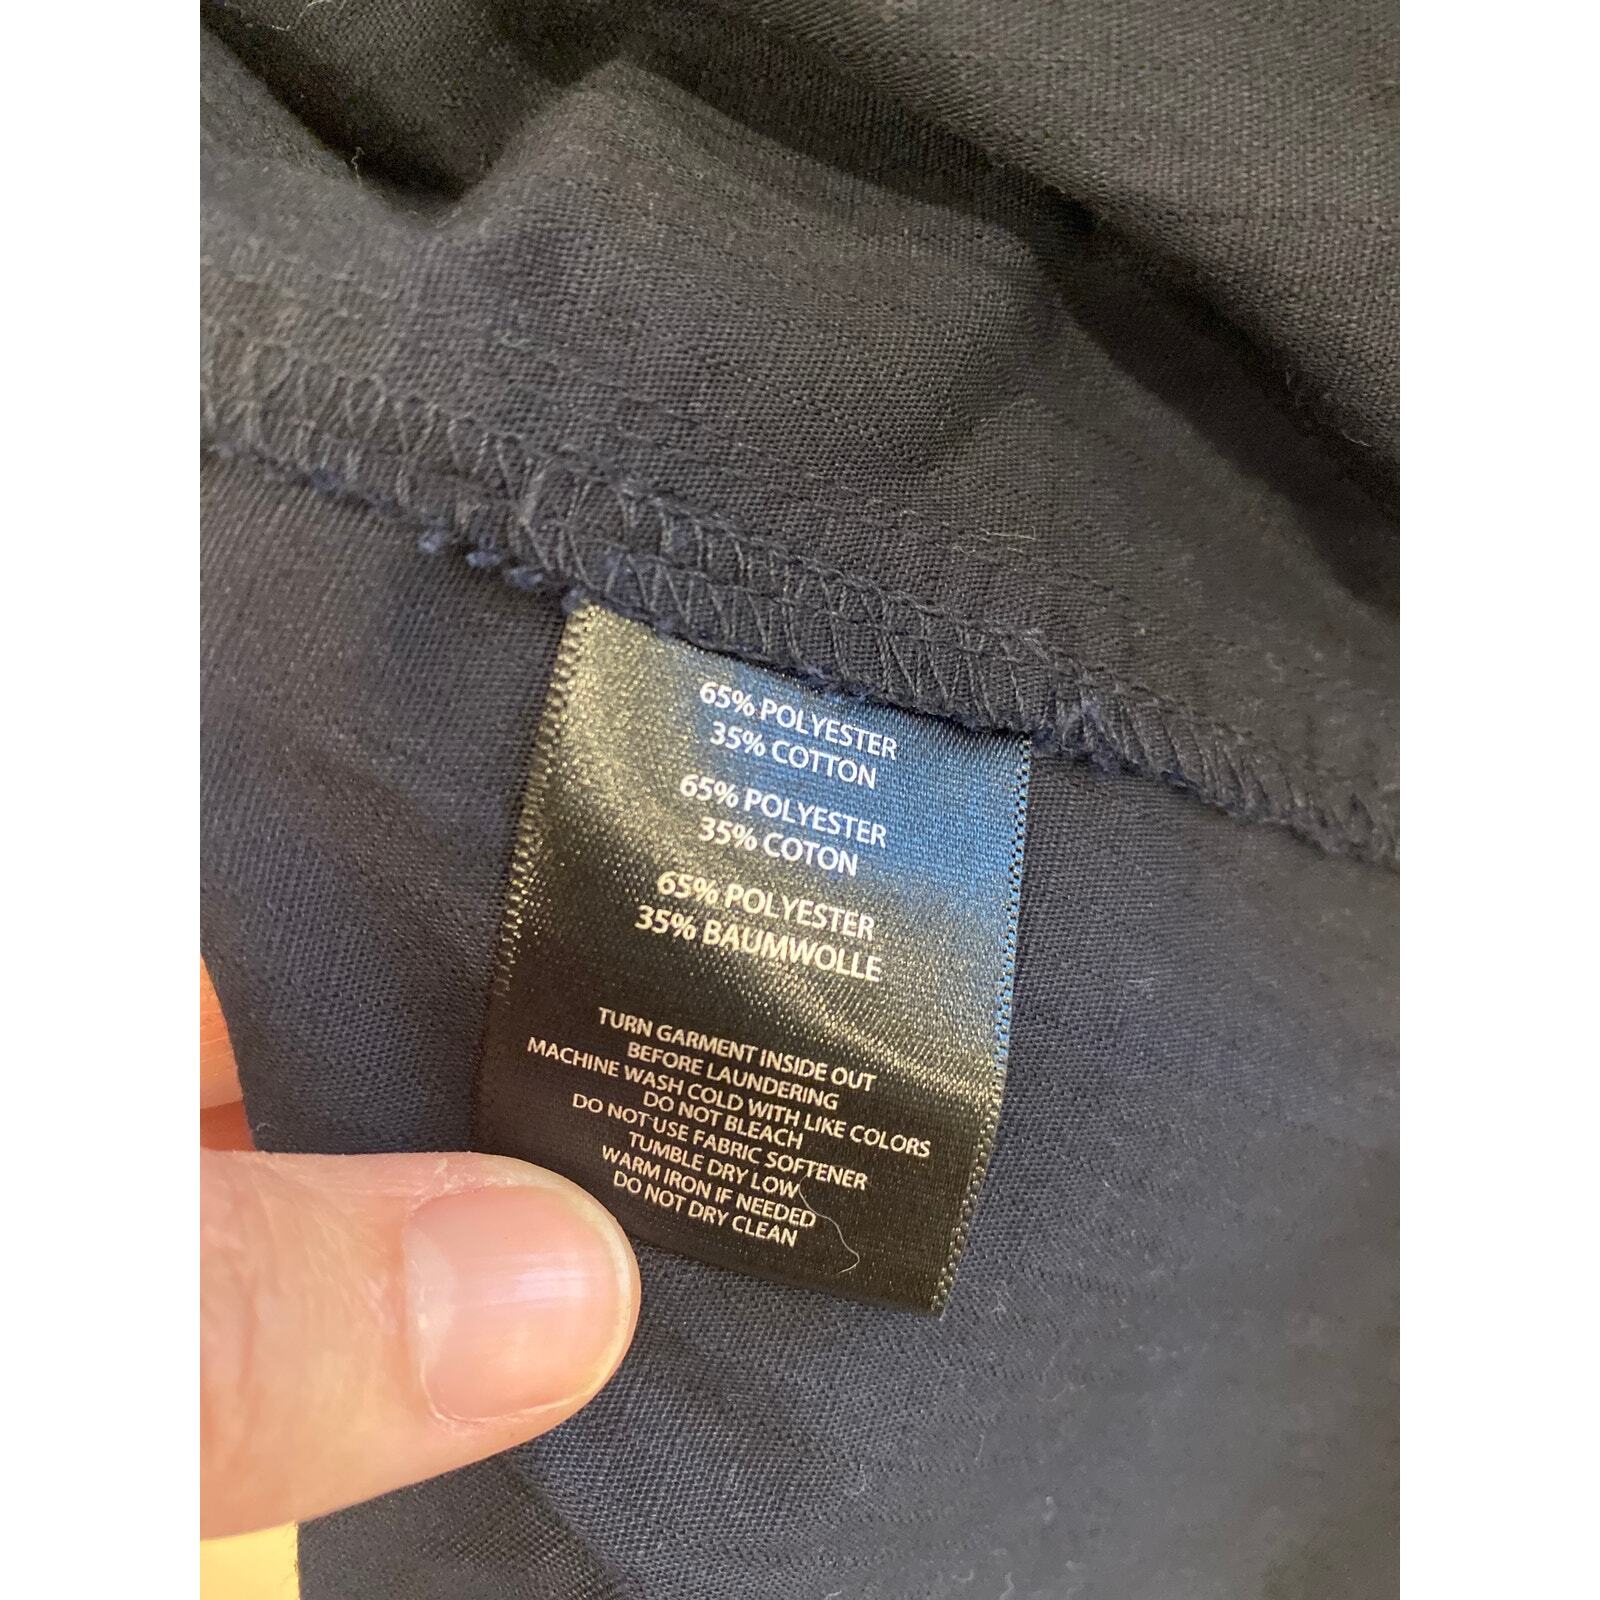 65% POLYESTER
35% COTTON
65% POLYESTER
35% COTON
65% POLYESTER
35% BAUMWOLLE
TURN GARMENT INSIDE OUT
BEFORE LAUNDERING
MACHINE WASH COLD WITH LIKE COLORS
DO NOT BLEACH
DO NOT USE FABRIC SOFTENER
TUMBLE DRY LOW
WARM IRON IF NEEDED
DO NOT DRY CLEAN